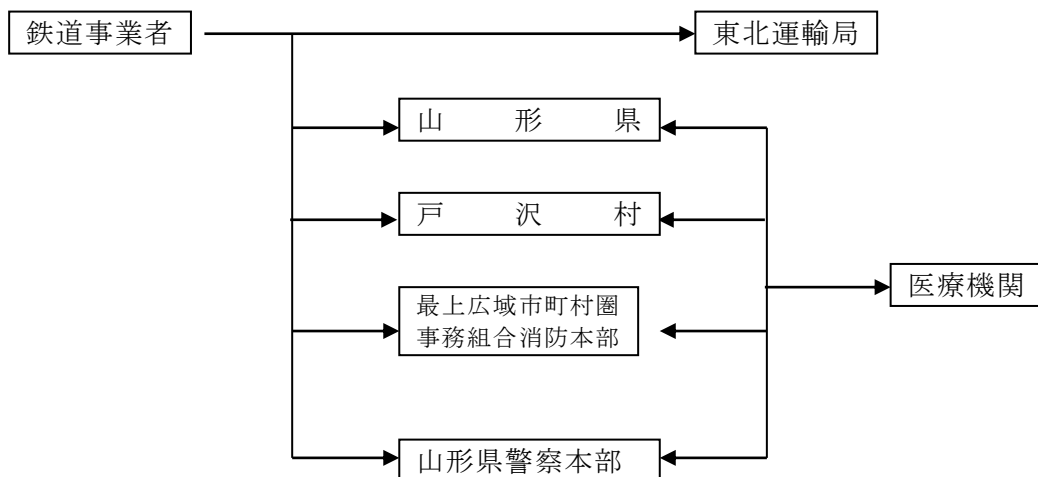 鉄道事業者
東北運輸局
山形県
戸沢村
医療機関
最上広域市町村圏
事務組合消防本部
山形県警察本部